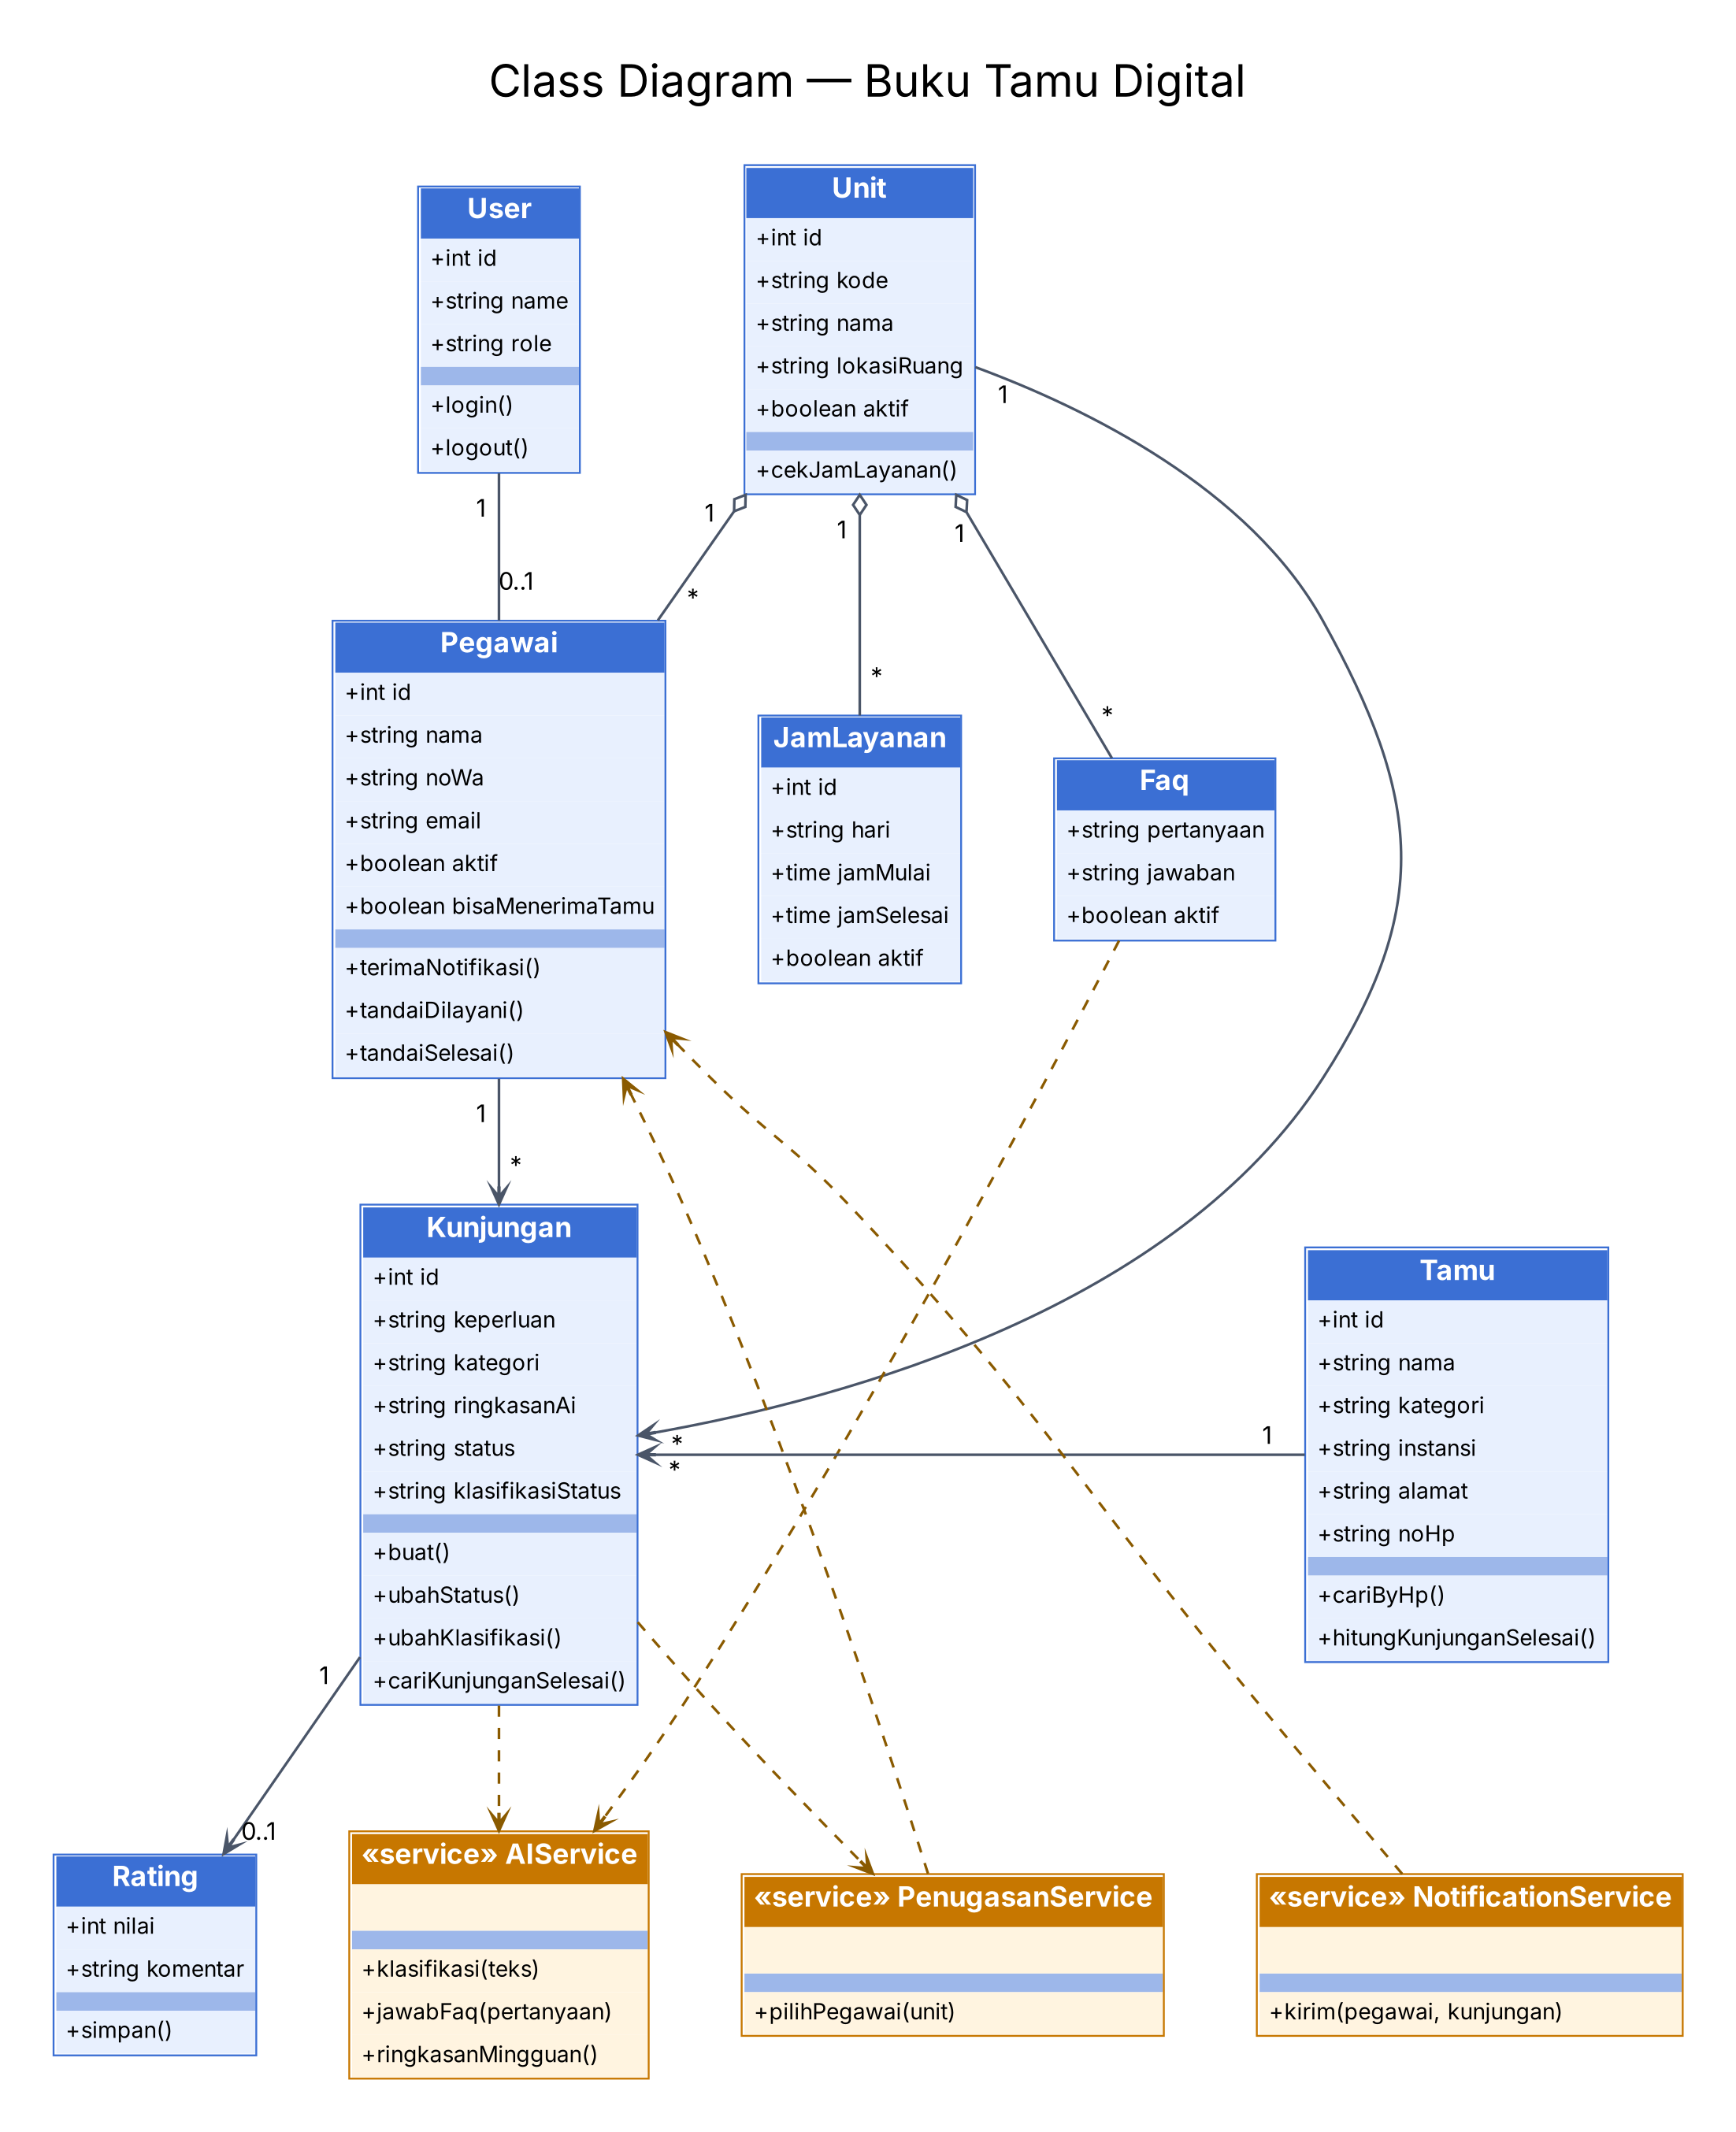 Class Diagram — Buku Tamu Digital
User
+int id
+string name
+string role
+login()
+logout()
Unit
+int id
+string kode
+string nama
+string lokasiRuang
+boolean aktif
+cekJamLayanan()
1
1
1
1
1
0..1
*
*
*
Pegawai
+int id
+string nama
+string noWa
+string email
+boolean aktif
+boolean bisaMenerimaTamu
+terimaNotifikasi()
+tandaiDilayani()
+tandaiSelesai()
JamLayanan
+int id
+string hari
+time jamMulai
+time jamSelesai
+boolean aktif
Faq
+string pertanyaan
+string jawaban
+boolean aktif
1
*
Kunjungan
+int id
+string keperluan
+string kategori
+string ringkasanAi
+string status
+string klasifikasiStatus
+buat()
+ubahStatus()
+ubahKlasifikasi()
+cariKunjunganSelesai()
*
*
1
Tamu
+int id
+string nama
+string kategori
+string instansi
+string alamat
+string noHp
+cariByHp()
+hitungKunjunganSelesai()
1
0..1
Rating
+int nilai
+string komentar
+simpan()
«service» AIService
+klasifikasi(teks)
+jawabFaq(pertanyaan)
+ringkasanMingguan()
«service» PenugasanService
+pilihPegawai(unit)
«service» NotificationService
+kirim(pegawai, kunjungan)